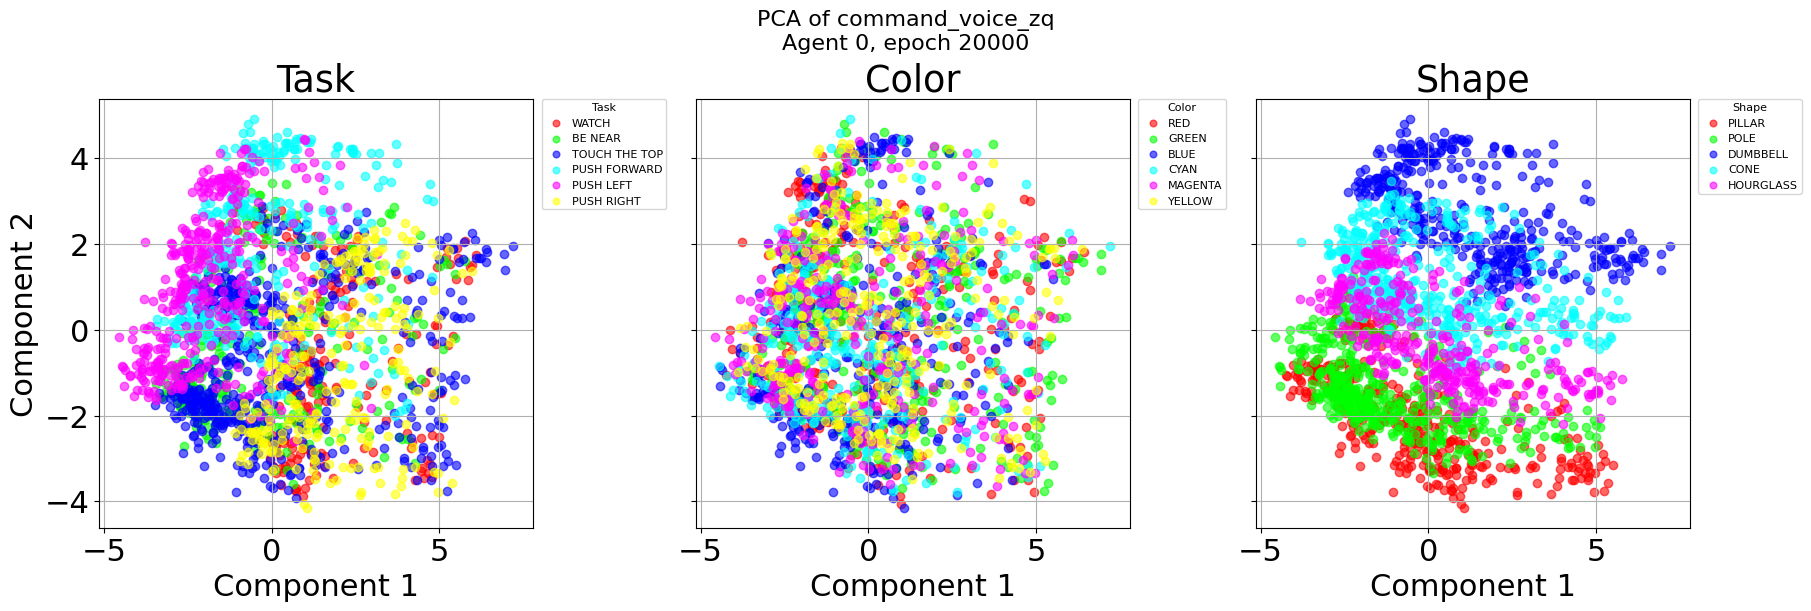 PCA of command_voice_zq
Agent 0, epoch 20000
Task
Component 2
4
2
0
−2
−4
−5
0
5
Component 1
Task
WATCH
BE NEAR
TOUCH THE TOP
PUSH FORWARD
PUSH LEFT
PUSH RIGHT
Color
−5
0
5
Component 1
Color
RED
GREEN
BLUE
CYAN
MAGENTA
YELLOW
Shape
−5
0
5
Component 1
Shape
PILLAR
POLE
DUMBBELL
CONE
HOURGLASS